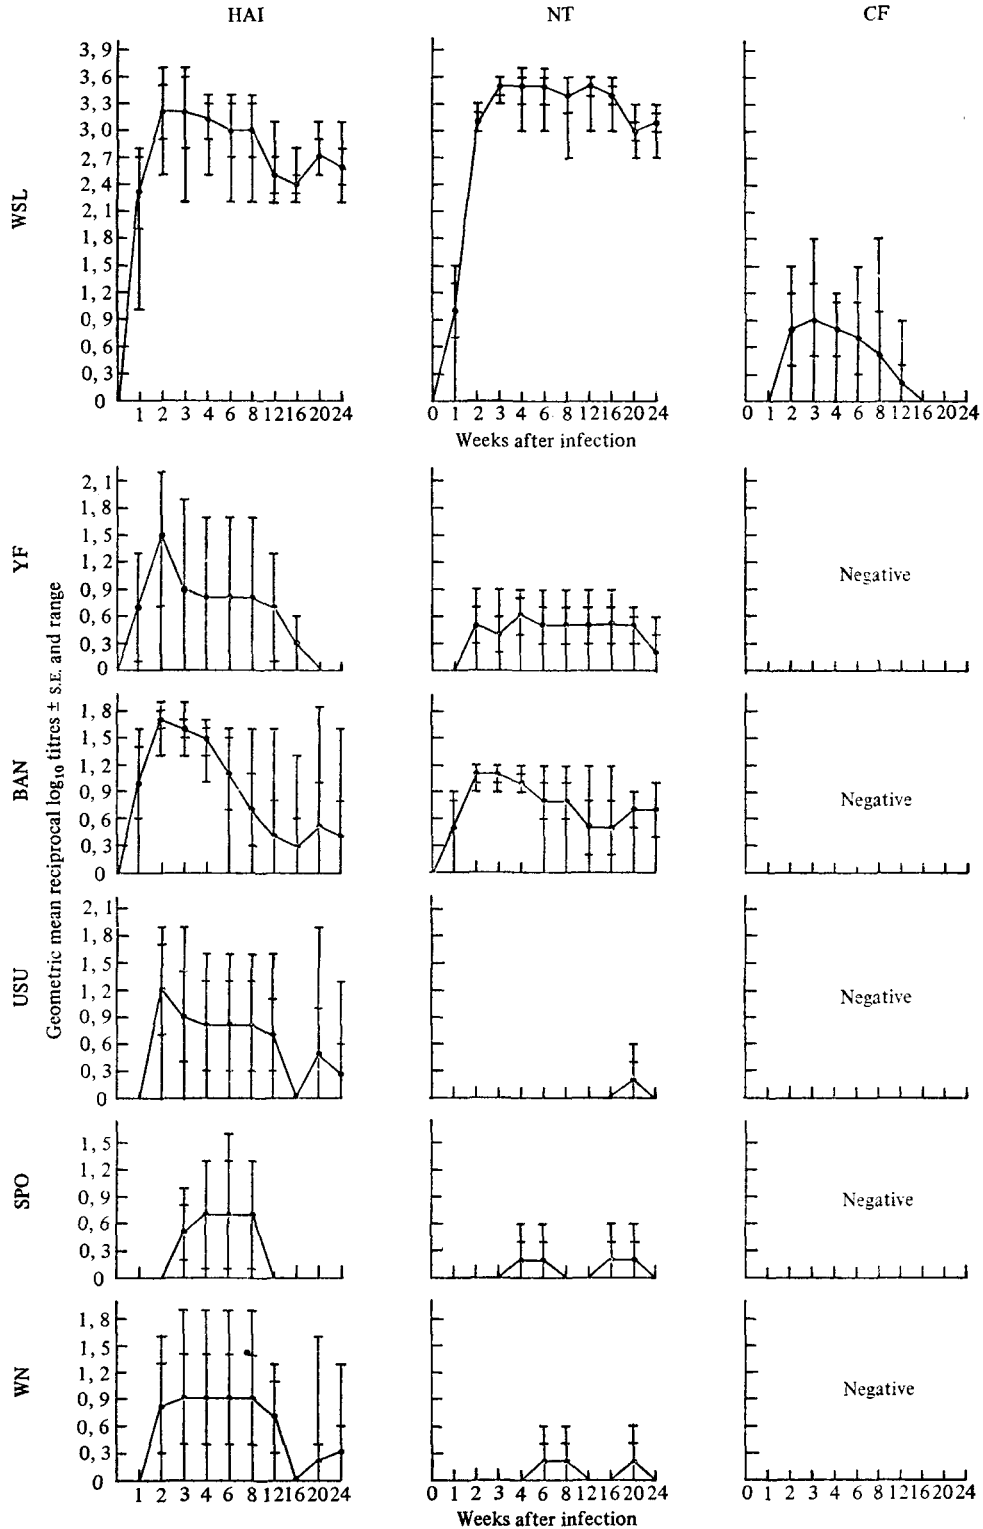 HAI NT CF
WSL
3,9
3,6
3,3
3,0
2,7
2,4
2,1
1,8
1,5
1,2
0,9
0,6
0,3
0
1 2 3 4 6 8 12 16 20 24
0 1 2 3 4 6 8 12 16 20 24
0 1 2 3 4 6 8 12 16 20 24
Weeks after infection
Geometric mean reciprocal log10 titres ± S.E. and range
YF
2,1
1,8
1,5
1,2
0,9
0,6
0,3
0
Negative
BAN
1,8
1,5
1,2
0,9
0,6
0,3
0
Negative
USU
2,1
1,8
1,5
1,2
0,9
0,6
0,3
0
Negative
SPO
1,5
1,2
0,9
0,6
0,3
0
Negative
WN
1,8
1,5
1,2
0,9
0,6
0,3
0
Negative
1 2 3 4 6 8 12 16 20 24
0 1 2 3 4 6 8 12 16 20 24
0 1 2 3 4 6 8 12 16 20 24
Weeks after infection